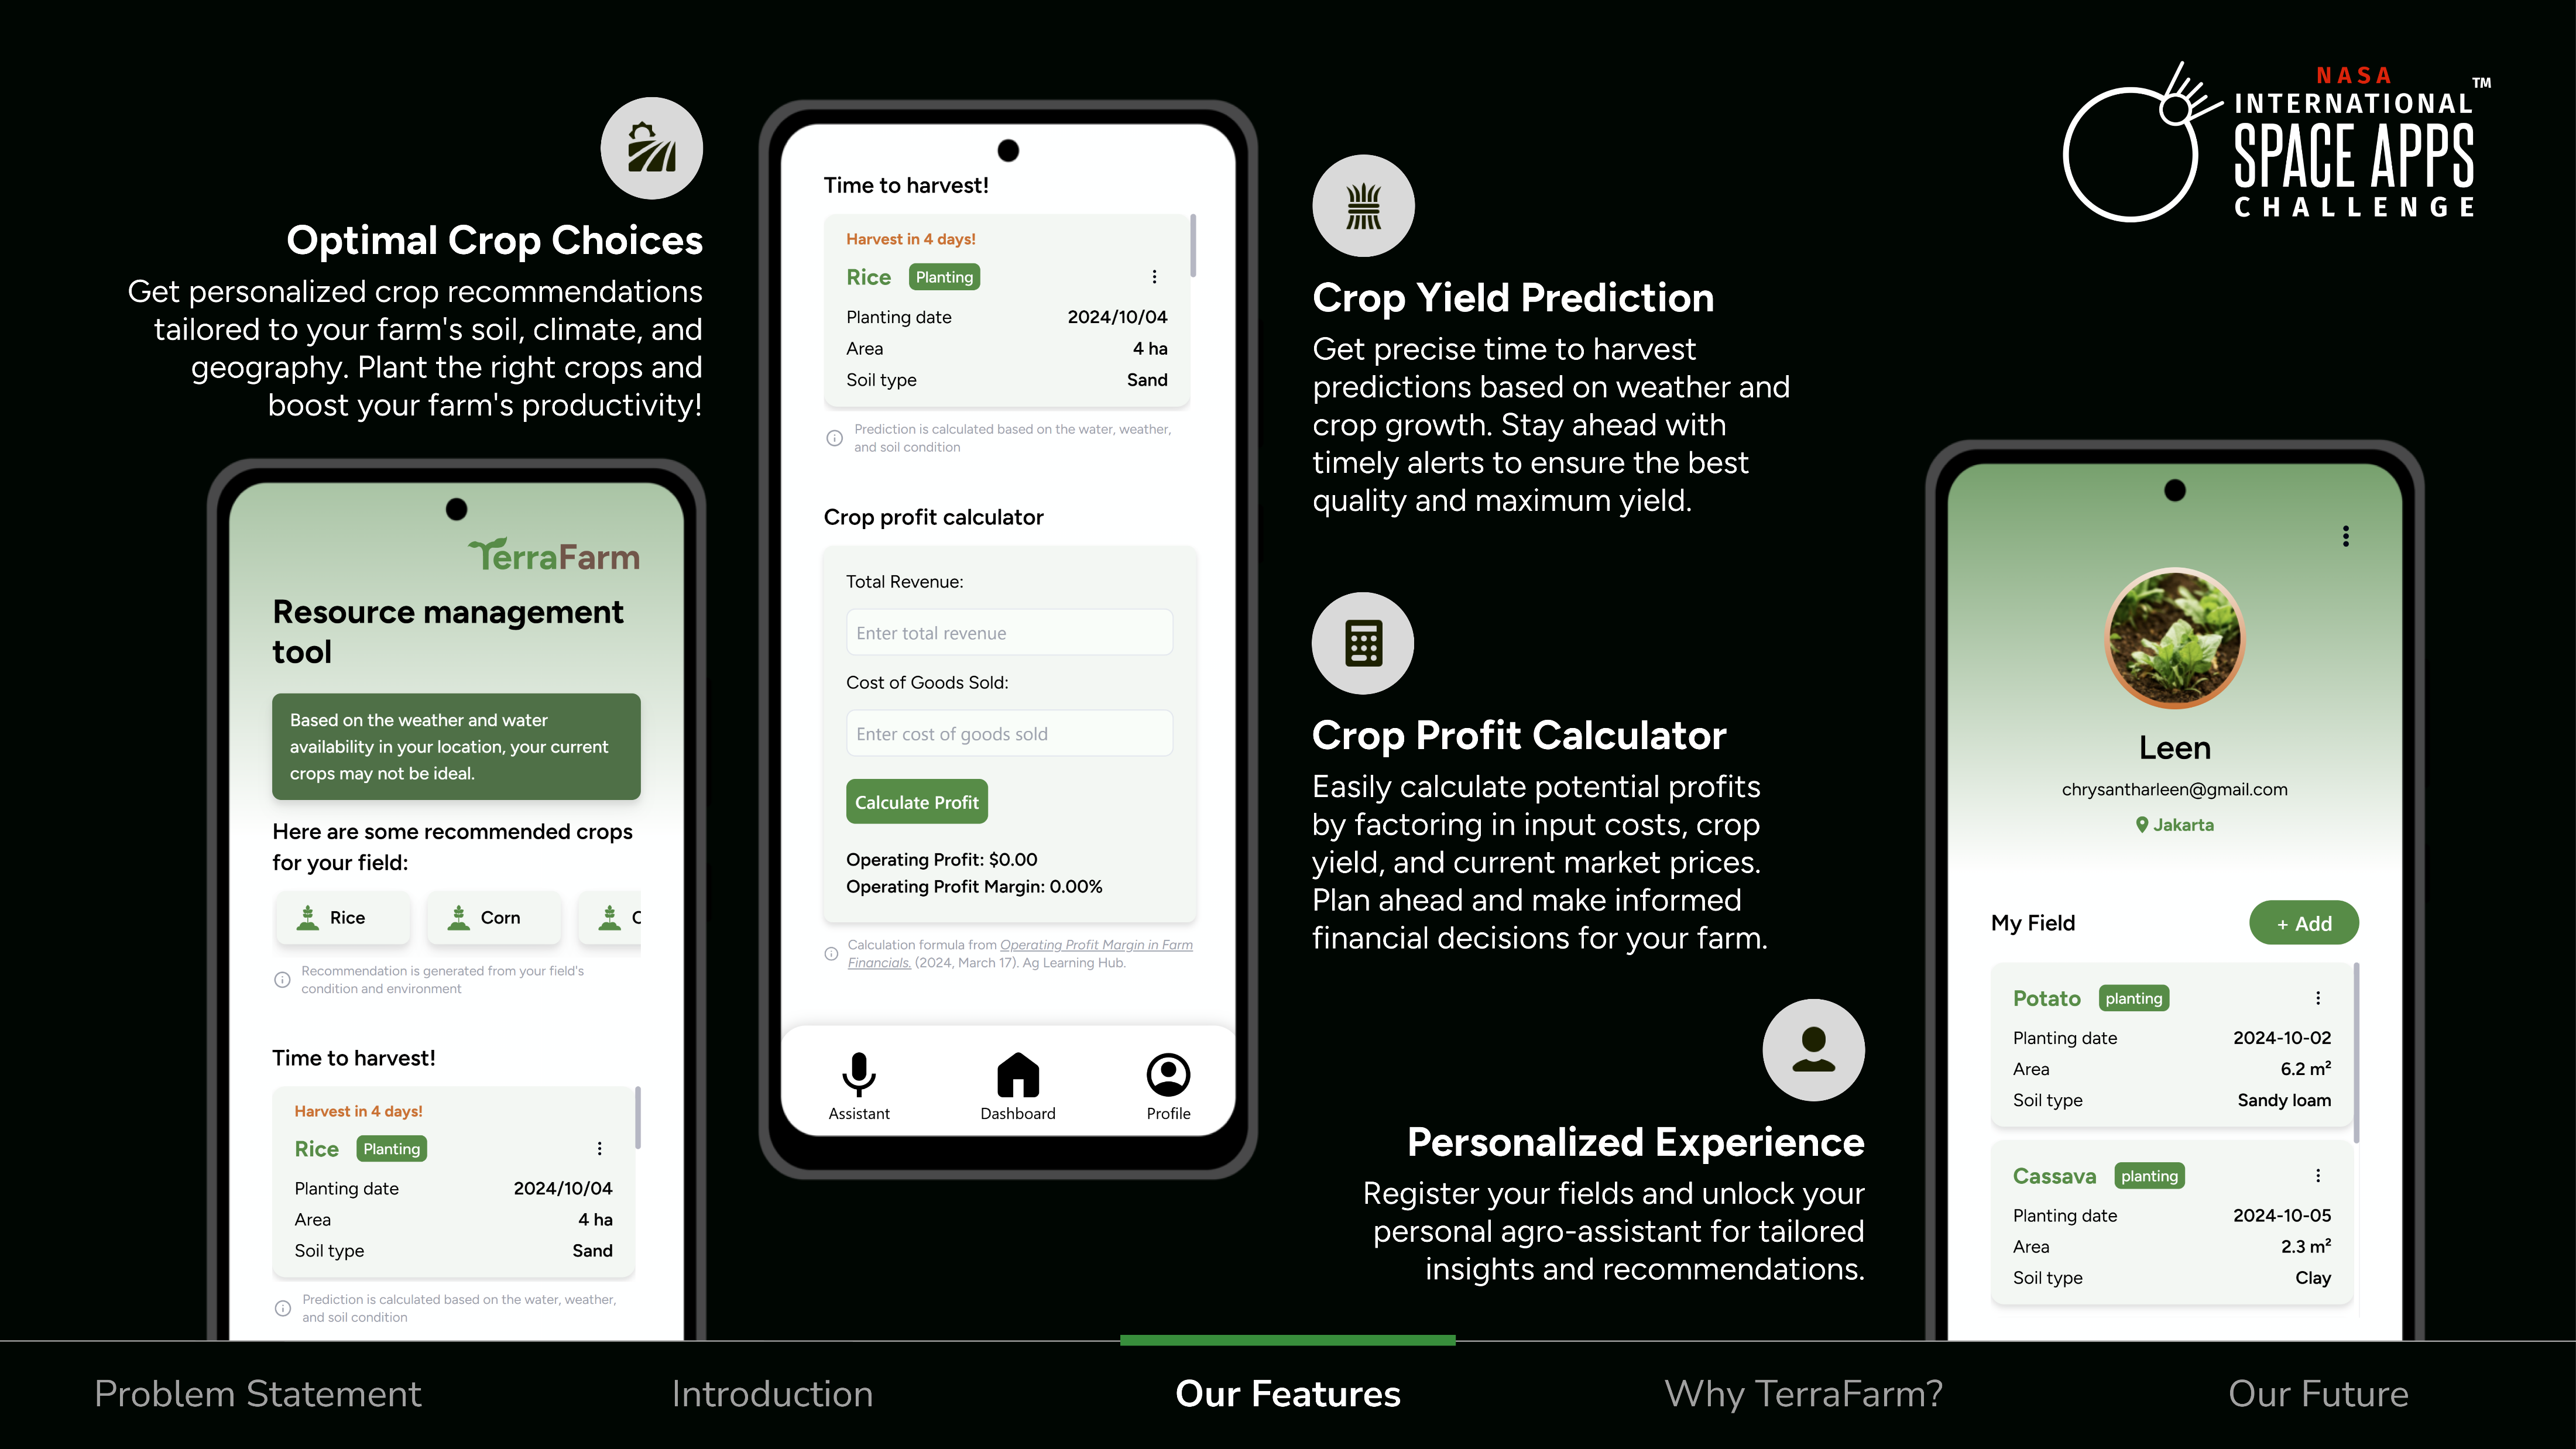 NASA
INTERNATIONAL
SPACE APPS
CHALLENGE
TM
Optimal Crop Choices
Get personalized crop recommendations
tailored to your farm's soil, climate, and
geography. Plant the right crops and
boost your farm's productivity!
TerraFarm
Resource management
tool
Based on the weather and water
availability in your location, your current
crops may not be ideal.
Here are some recommended crops
for your field:
Rice
Corn
C
Recommendation is generated from your field's
condition and environment
Time to harvest!
Harvest in 4 days!
Rice Planting
Planting date 2024/10/04
Area 4 ha
Soil type Sand
Prediction is calculated based on the water, weather,
and soil condition
Time to harvest!
Harvest in 4 days!
Rice Planting
Planting date 2024/10/04
Area 4 ha
Soil type Sand
Prediction is calculated based on the water, weather,
and soil condition
Crop profit calculator
Total Revenue:
Enter total revenue
Cost of Goods Sold:
Enter cost of goods sold
Calculate Profit
Operating Profit: $0.00
Operating Profit Margin: 0.00%
Calculation formula from Operating Profit Margin in Farm
Financials. (2024, March 17). Ag Learning Hub.
Assistant Dashboard Profile
Crop Yield Prediction
Get precise time to harvest
predictions based on weather and
crop growth. Stay ahead with
timely alerts to ensure the best
quality and maximum yield.
Crop Profit Calculator
Easily calculate potential profits
by factoring in input costs, crop
yield, and current market prices.
Plan ahead and make informed
financial decisions for your farm.
Personalized Experience
Register your fields and unlock your
personal agro-assistant for tailored
insights and recommendations.
Leen
chrysantharleen@gmail.com
Jakarta
My Field + Add
Potato planting
Planting date 2024-10-02
Area 6.2 m²
Soil type Sandy loam
Cassava planting
Planting date 2024-10-05
Area 2.3 m²
Soil type Clay
Problem Statement Introduction Our Features Why TerraFarm? Our Future